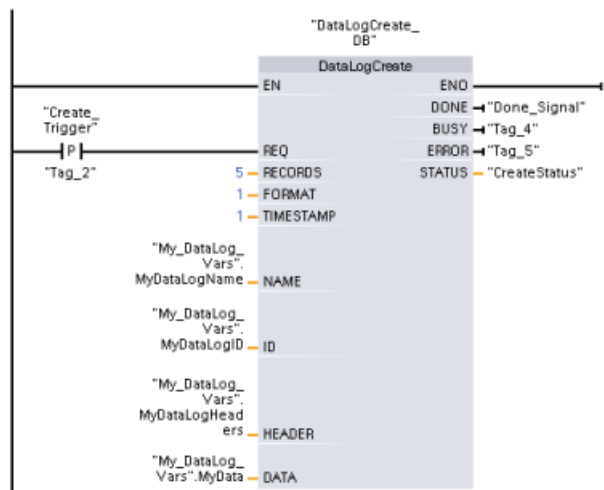 "DataLogCreate_
DB"
DataLogCreate
EN
ENO
DONE
"Done_Signal"
"Create_
Trigger"
BUSY
"Tag_4"
P
REQ
ERROR
"Tag_5"
"Tag_2"
5
RECORDS
STATUS
"CreateStatus"
1
FORMAT
1
TIMESTAMP
"My_DataLog_
Vars".
MyDataLogName
NAME
"My_DataLog_
Vars".
MyDataLogID
ID
"My_DataLog_
Vars".
MyDataLogHead
ers
HEADER
"My_DataLog_
Vars".MyData
DATA